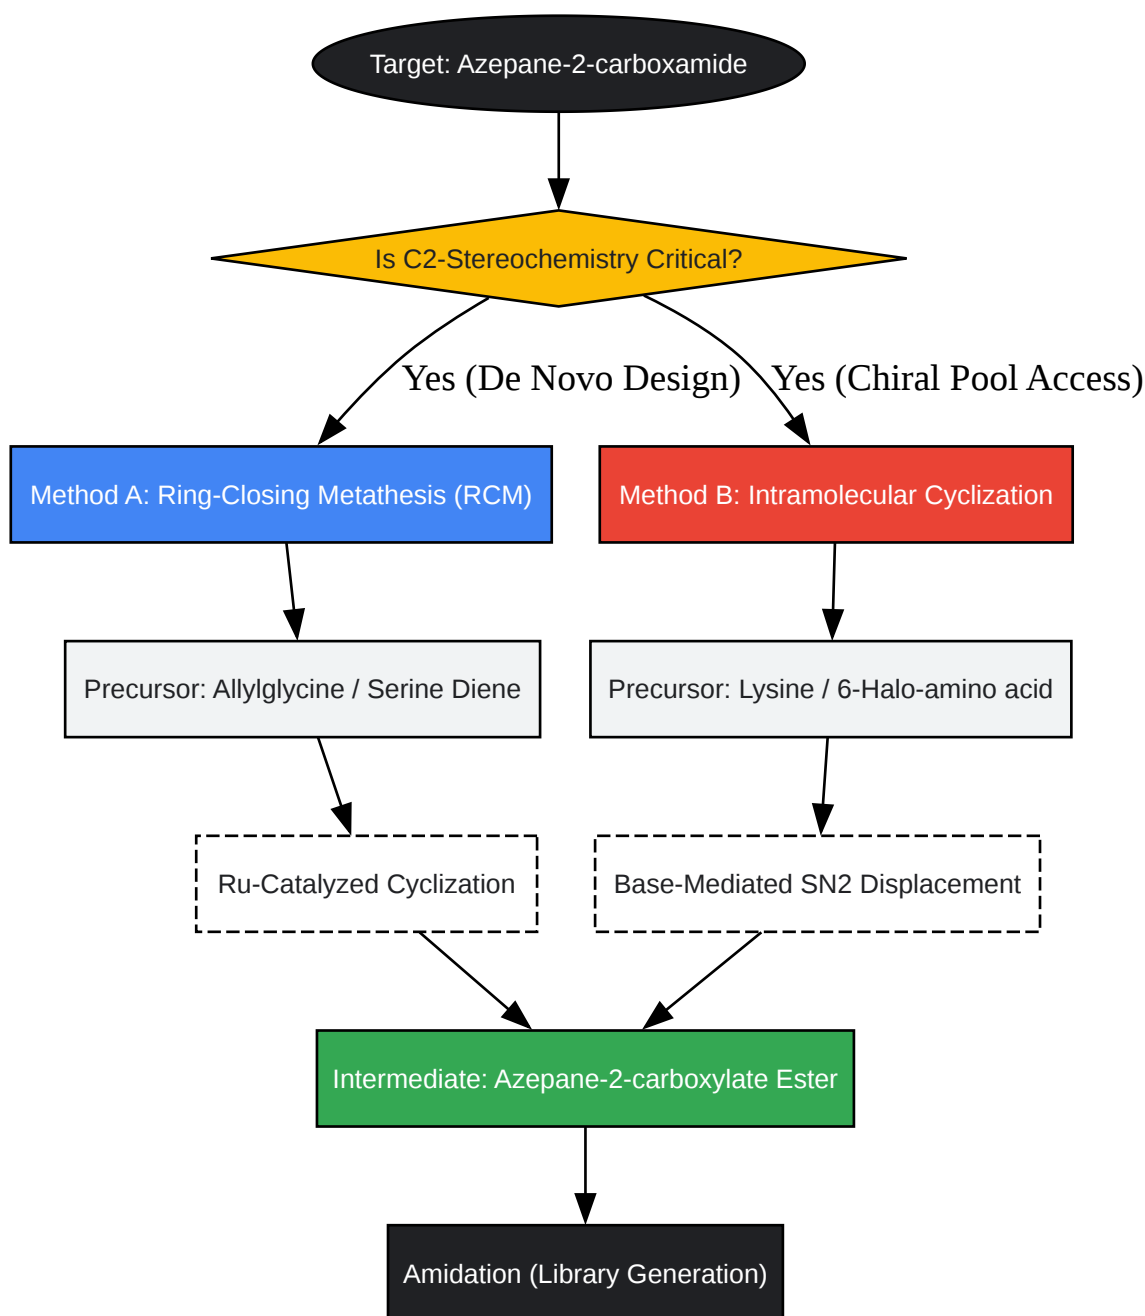 Target: Azepane-2-carboxamide
Is C2-Stereochemistry Critical?
Yes (De Novo Design)
Yes (Chiral Pool Access)
Method A: Ring-Closing Metathesis (RCM)
Method B: Intramolecular Cyclization
Precursor: Allylglycine / Serine Diene
Precursor: Lysine / 6-Halo-amino acid
Ru-Catalyzed Cyclization
Base-Mediated SN2 Displacement
Intermediate: Azepane-2-carboxylate Ester
Amidation (Library Generation)